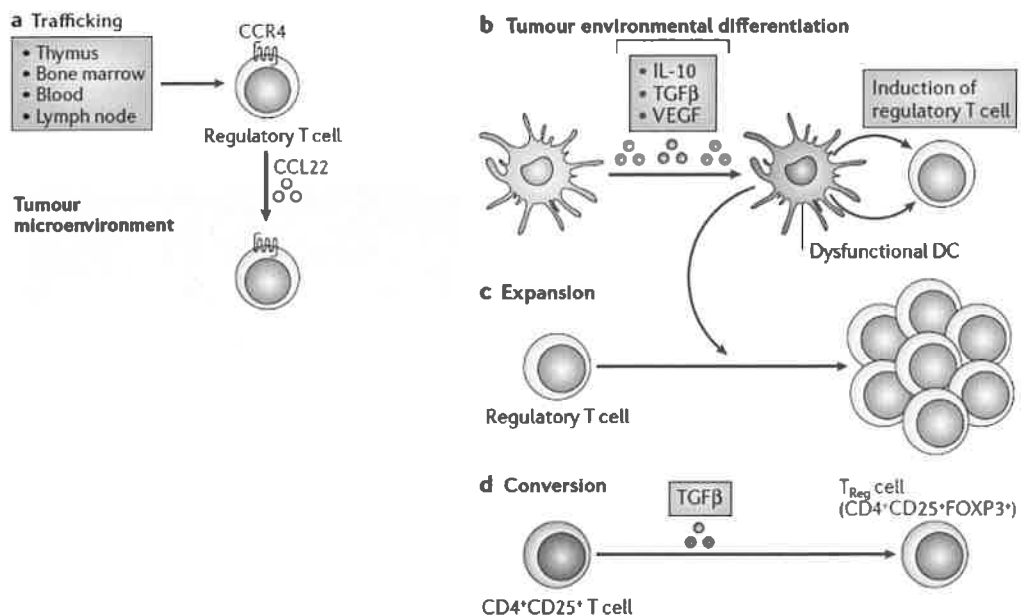 a Trafficking
• Thymus
• Bone marrow
• Blood
• Lymph node
CCR4
Regulatory T cell
CCL22
Tumour
microenvironment
b Tumour environmental differentiation
• IL-10
• TGFβ
• VEGF
Induction of
regulatory T cell
Dysfunctional DC
c Expansion
Regulatory T cell
d Conversion
TGFβ
T_Reg cell
(CD4⁺CD25⁺FOXP3⁺)
CD4⁺CD25⁺ T cell